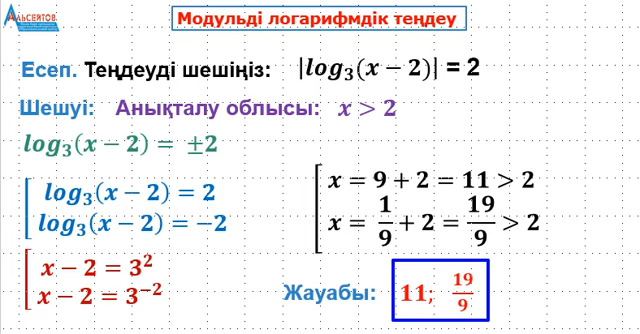 АЛЬСЕИТОВ
Модульді логарифмдік теңдеу
Есеп. Теңдеуді шешіңіз: |log₃(x − 2)| = 2
Шешуі: Анықталу облысы: x > 2
log₃(x − 2) = ±2
log₃(x − 2) = 2
log₃(x − 2) = −2
x − 2 = 3²
x − 2 = 3⁻²
x = 9 + 2 = 11 > 2
x = 1/9 + 2 = 19/9 > 2
Жауабы: 11; 19/9